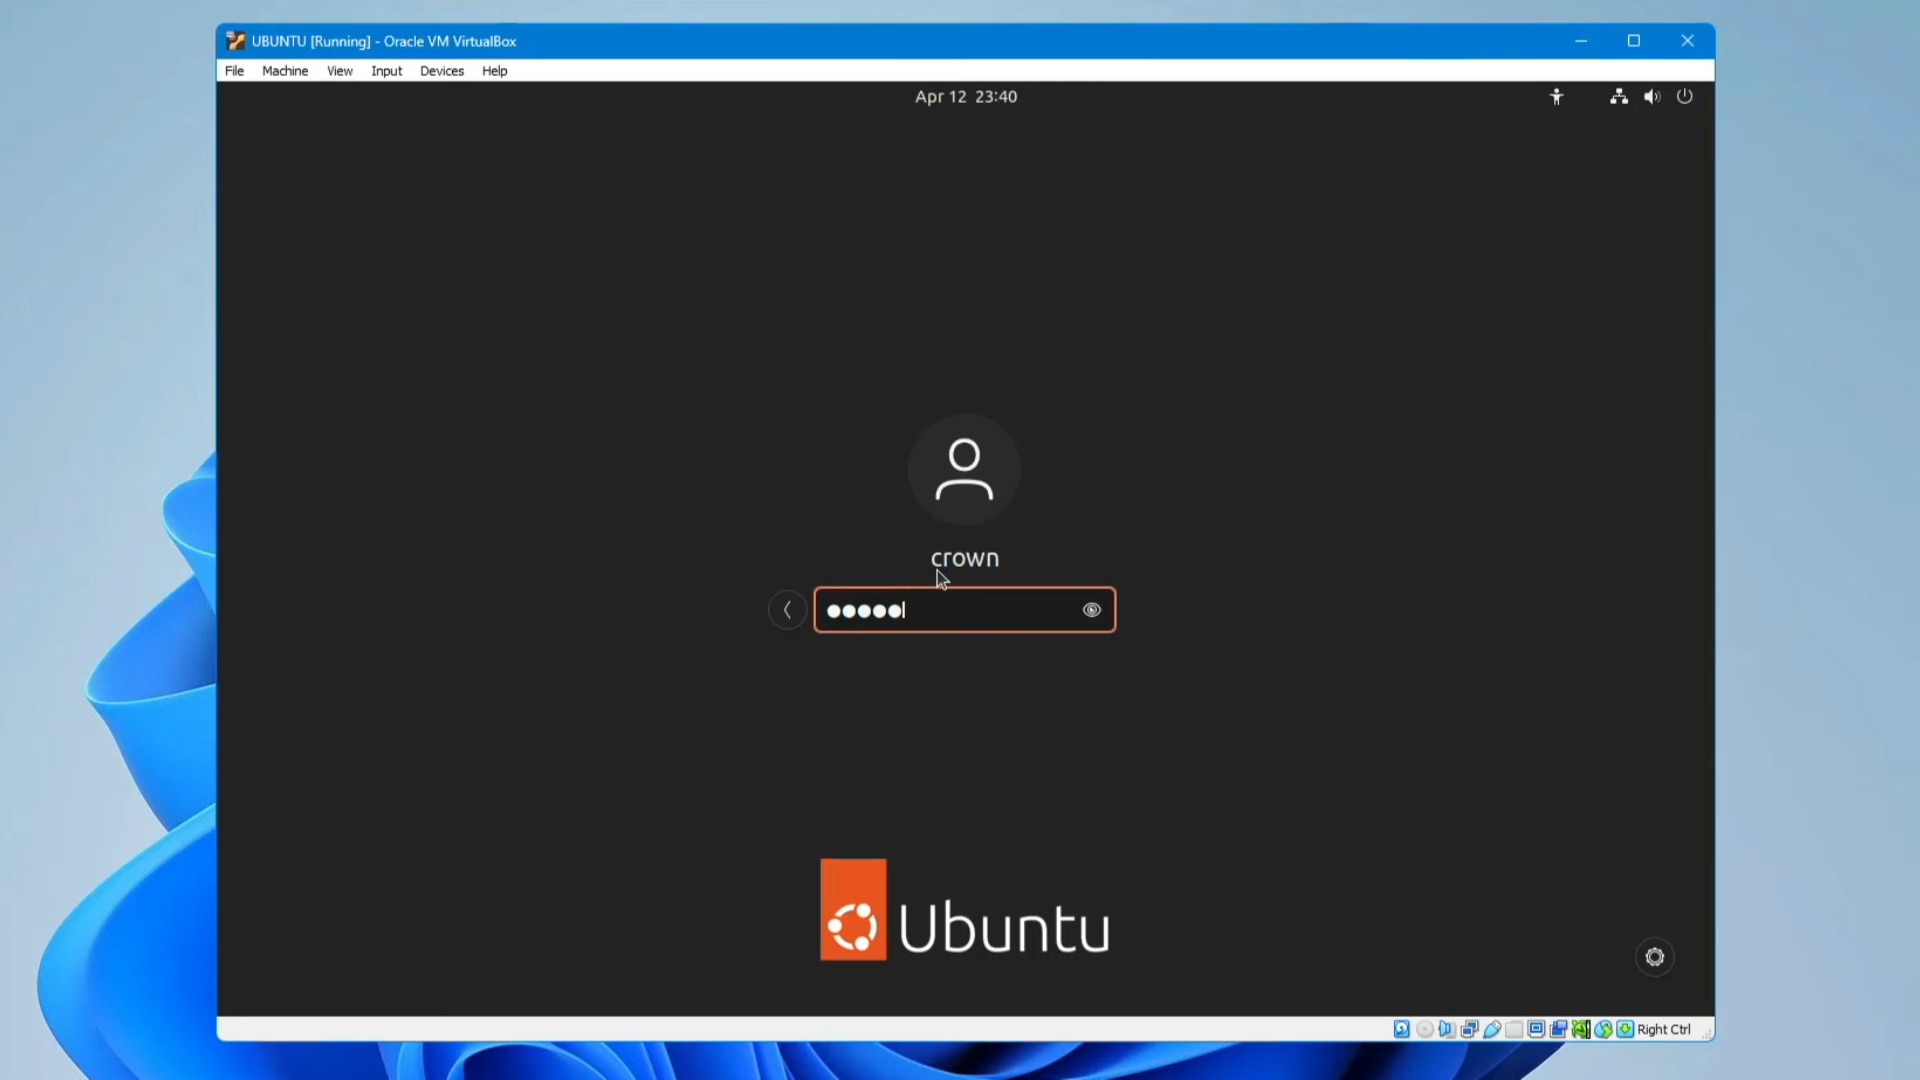 UBUNTU [Running] - Oracle VM VirtualBox
File Machine View Input Devices Help
Apr 12 23:40
crown
Ubuntu
Right Ctrl